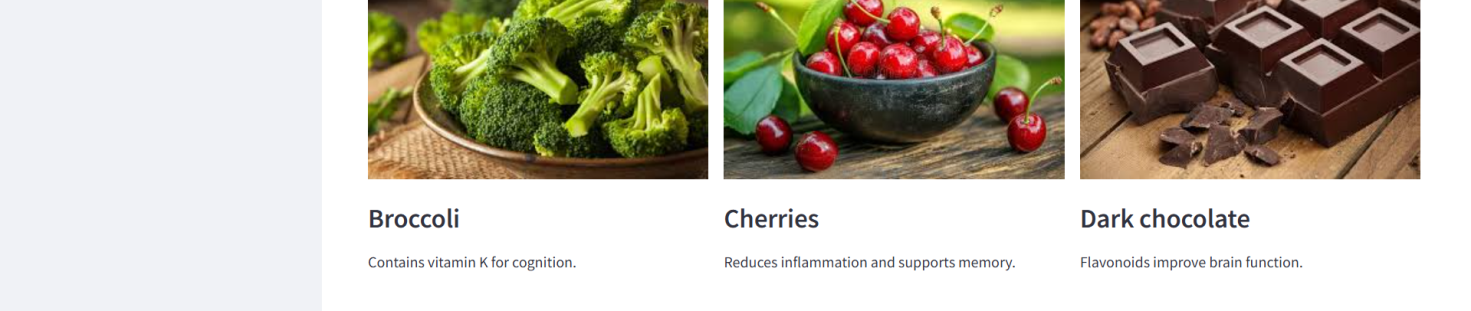 Broccoli
Cherries
Dark chocolate
Contains vitamin K for cognition.
Reduces inflammation and supports memory.
Flavonoids improve brain function.